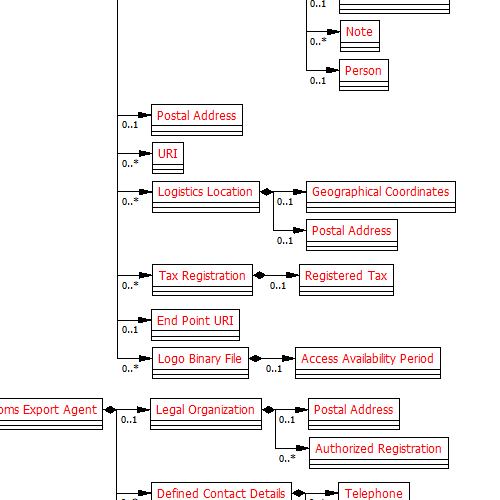 0..1
Note
0..*
Person
0..1
Postal Address
0..1
URI
0..*
Logistics Location
0..*
Geographical Coordinates
0..1
Postal Address
0..1
Tax Registration
0..*
Registered Tax
0..1
End Point URI
0..1
Logo Binary File
0..*
Access Availability Period
0..1
oms Export Agent
Legal Organization
0..1
Postal Address
0..1
Authorized Registration
0..*
Defined Contact Details
Telephone